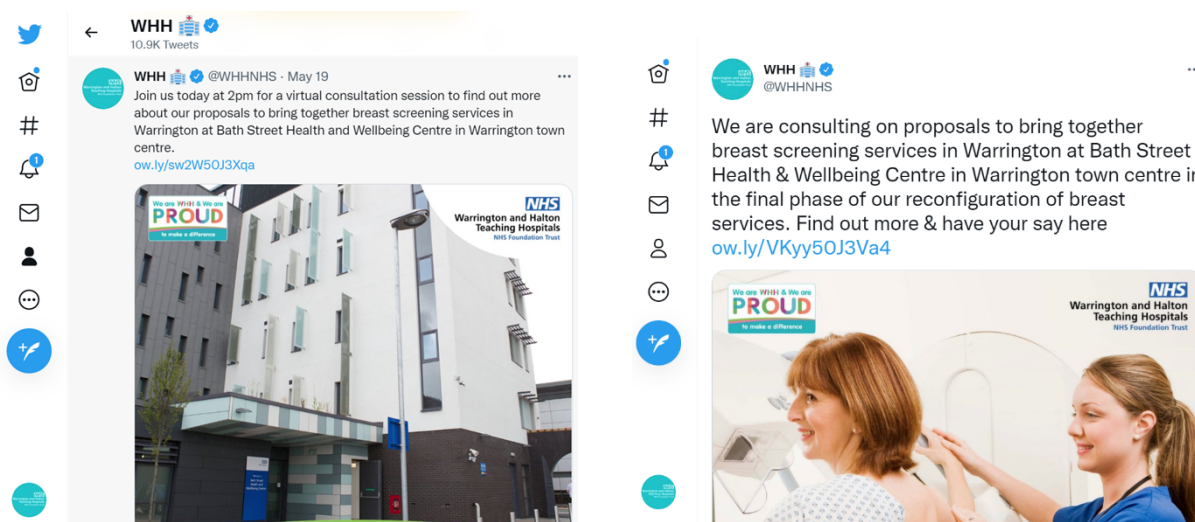 WHH
10.9K Tweets
WHH @WHHNHS · May 19
Join us today at 2pm for a virtual consultation session to find out more
about our proposals to bring together breast screening services in
Warrington at Bath Street Health and Wellbeing Centre in Warrington town
centre.
ow.ly/sw2W50J3Xqa
We are WHH & We are
PROUD
to make a difference
NHS
Warrington and Halton
Teaching Hospitals
NHS Foundation Trust
1
WHH
@WHHNHS
We are consulting on proposals to bring together
breast screening services in Warrington at Bath Street
Health & Wellbeing Centre in Warrington town centre in
the final phase of our reconfiguration of breast
services. Find out more & have your say here
ow.ly/VKyy50J3Va4
We are WHH & We are
PROUD
to make a difference
NHS
Warrington and Halton
Teaching Hospitals
NHS Foundation Trust
1